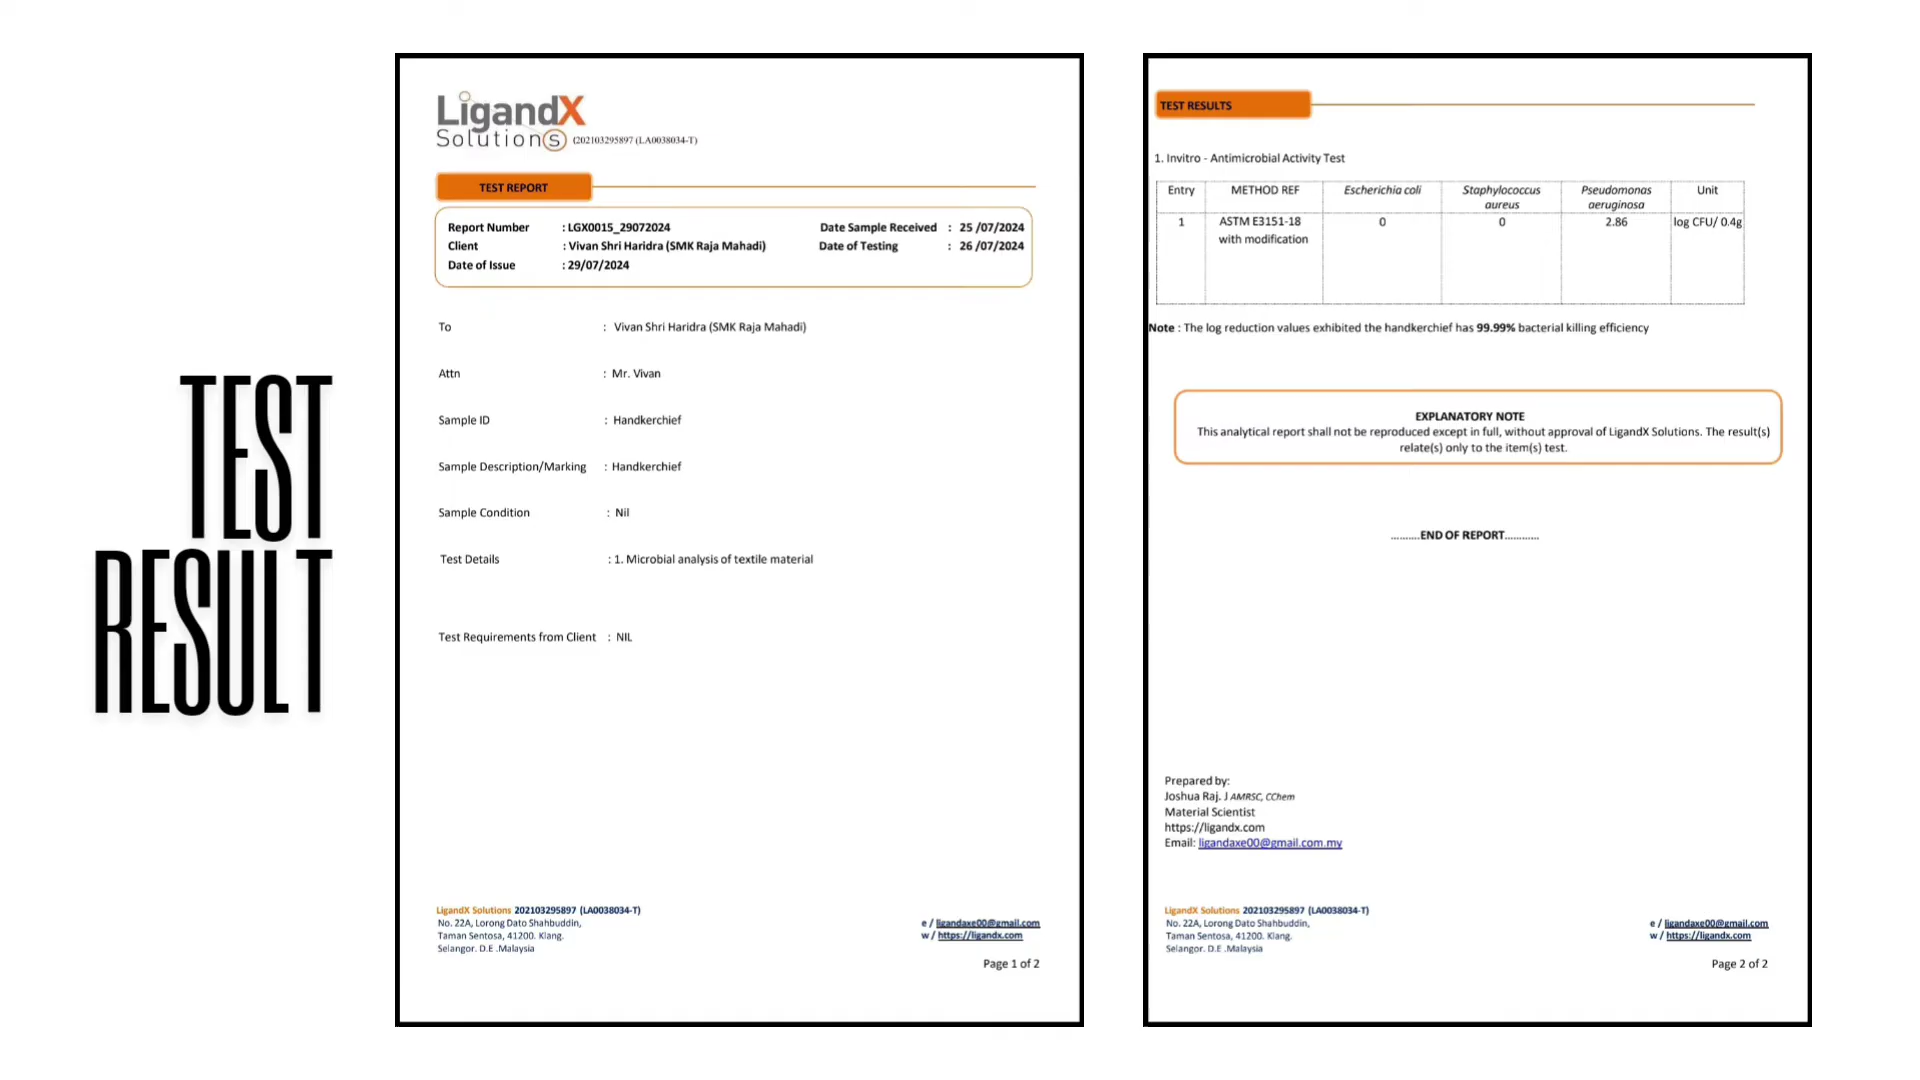 TEST
RESULT
LigandX
Solutions (202103295897 (LA0038034-T)
TEST REPORT
Report Number : LGX0015_29072024 Date Sample Received : 25 /07/2024
Client : Vivan Shri Haridra (SMK Raja Mahadi) Date of Testing : 26 /07/2024
Date of Issue : 29/07/2024
To : Vivan Shri Haridra (SMK Raja Mahadi)
Attn : Mr. Vivan
Sample ID : Handkerchief
Sample Description/Marking : Handkerchief
Sample Condition : Nil
Test Details : 1. Microbial analysis of textile material
Test Requirements from Client : NIL
LigandX Solutions 202103295897 (LA0038034-T)
No. 22A, Lorong Dato Shahbuddin, e / ligandaxe00@gmail.com
Taman Sentosa, 41200. Klang. w / https://ligandx.com
Selangor. D.E .Malaysia
Page 1 of 2
TEST RESULTS
1. Invitro - Antimicrobial Activity Test
Entry METHOD REF Escherichia coli Staphylococcus aureus Pseudomonas aeruginosa Unit
1 ASTM E3151-18 0 0 2.86 log CFU/ 0.4g
with modification
Note : The log reduction values exhibited the handkerchief has 99.99% bacterial killing efficiency
EXPLANATORY NOTE
This analytical report shall not be reproduced except in full, without approval of LigandX Solutions. The result(s)
relate(s) only to the item(s) test.
..........END OF REPORT............
Prepared by:
Joshua Raj. J AMRSC, CChem
Material Scientist
https://ligandx.com
Email: ligandaxe00@gmail.com.my
LigandX Solutions 202103295897 (LA0038034-T)
No. 22A, Lorong Dato Shahbuddin, e / ligandaxe00@gmail.com
Taman Sentosa, 41200. Klang. w / https://ligandx.com
Selangor. D.E .Malaysia
Page 2 of 2